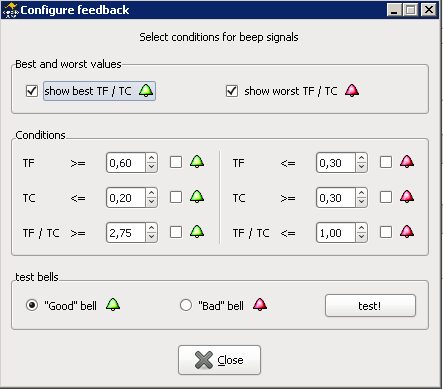 Configure feedback
Select conditions for beep signals
Best and worst values
show best TF / TC show worst TF / TC
Conditions
TF >= 0,60 TF <= 0,30
TC <= 0,20 TC >= 0,30
TF / TC >= 2,75 TF / TC <= 1,00
test bells
"Good" bell "Bad" bell test!
Close